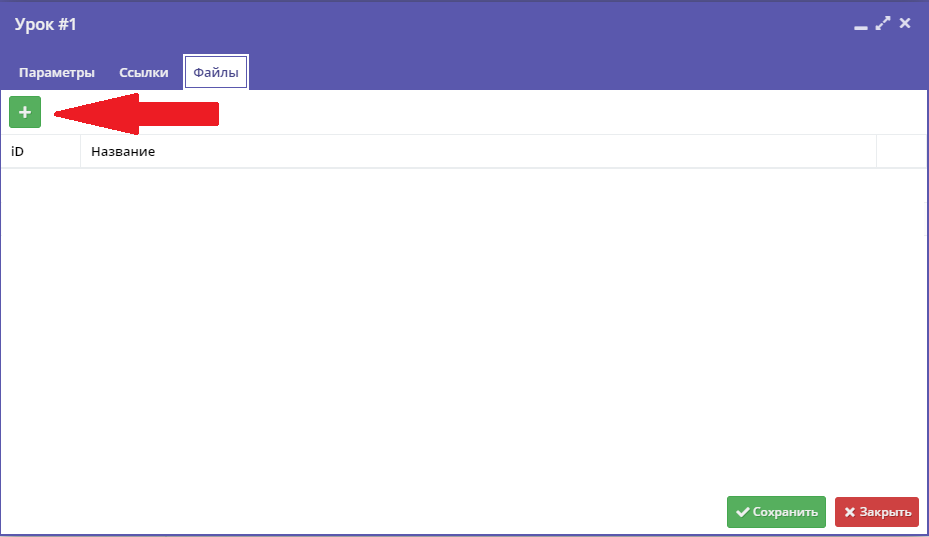 Урок #1
Параметры Ссылки Файлы
+
iD Название
Сохранить Закрыть